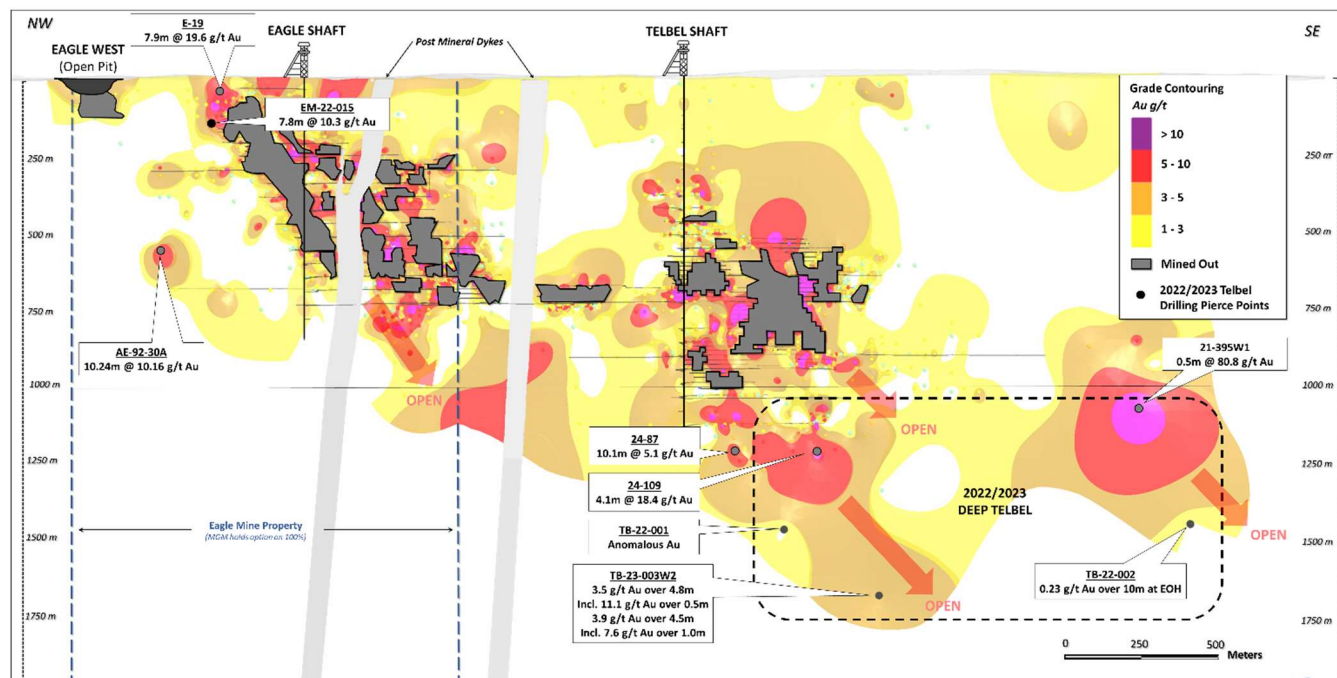 NW
SE
E-19
7.9m @ 19.6 g/t Au
EAGLE SHAFT
TELBEL SHAFT
EAGLE WEST
(Open Pit)
Post Mineral Dykes
EM-22-015
7.8m @ 10.3 g/t Au
Grade Contouring
Au g/t
> 10
5 - 10
3 - 5
1 - 3
Mined Out
2022/2023 Telbel
Drilling Pierce Points
250 m
500 m
750 m
1000 m
1250 m
1500 m
1750 m
250 m
500 m
750 m
1000 m
1250 m
1500 m
1750 m
AE-92-30A
10.24m @ 10.16 g/t Au
21-395W1
0.5m @ 80.8 g/t Au
OPEN
OPEN
24-87
10.1m @ 5.1 g/t Au
24-109
4.1m @ 18.4 g/t Au
2022/2023
DEEP TELBEL
Eagle Mine Property
(MGM holds option on 100%)
TB-22-001
Anomalous Au
OPEN
TB-23-003W2
3.5 g/t Au over 4.8m
Incl. 11.1 g/t Au over 0.5m
3.9 g/t Au over 4.5m
Incl. 7.6 g/t Au over 1.0m
OPEN
TB-22-002
0.23 g/t Au over 10m at EOH
0 250 500
Meters